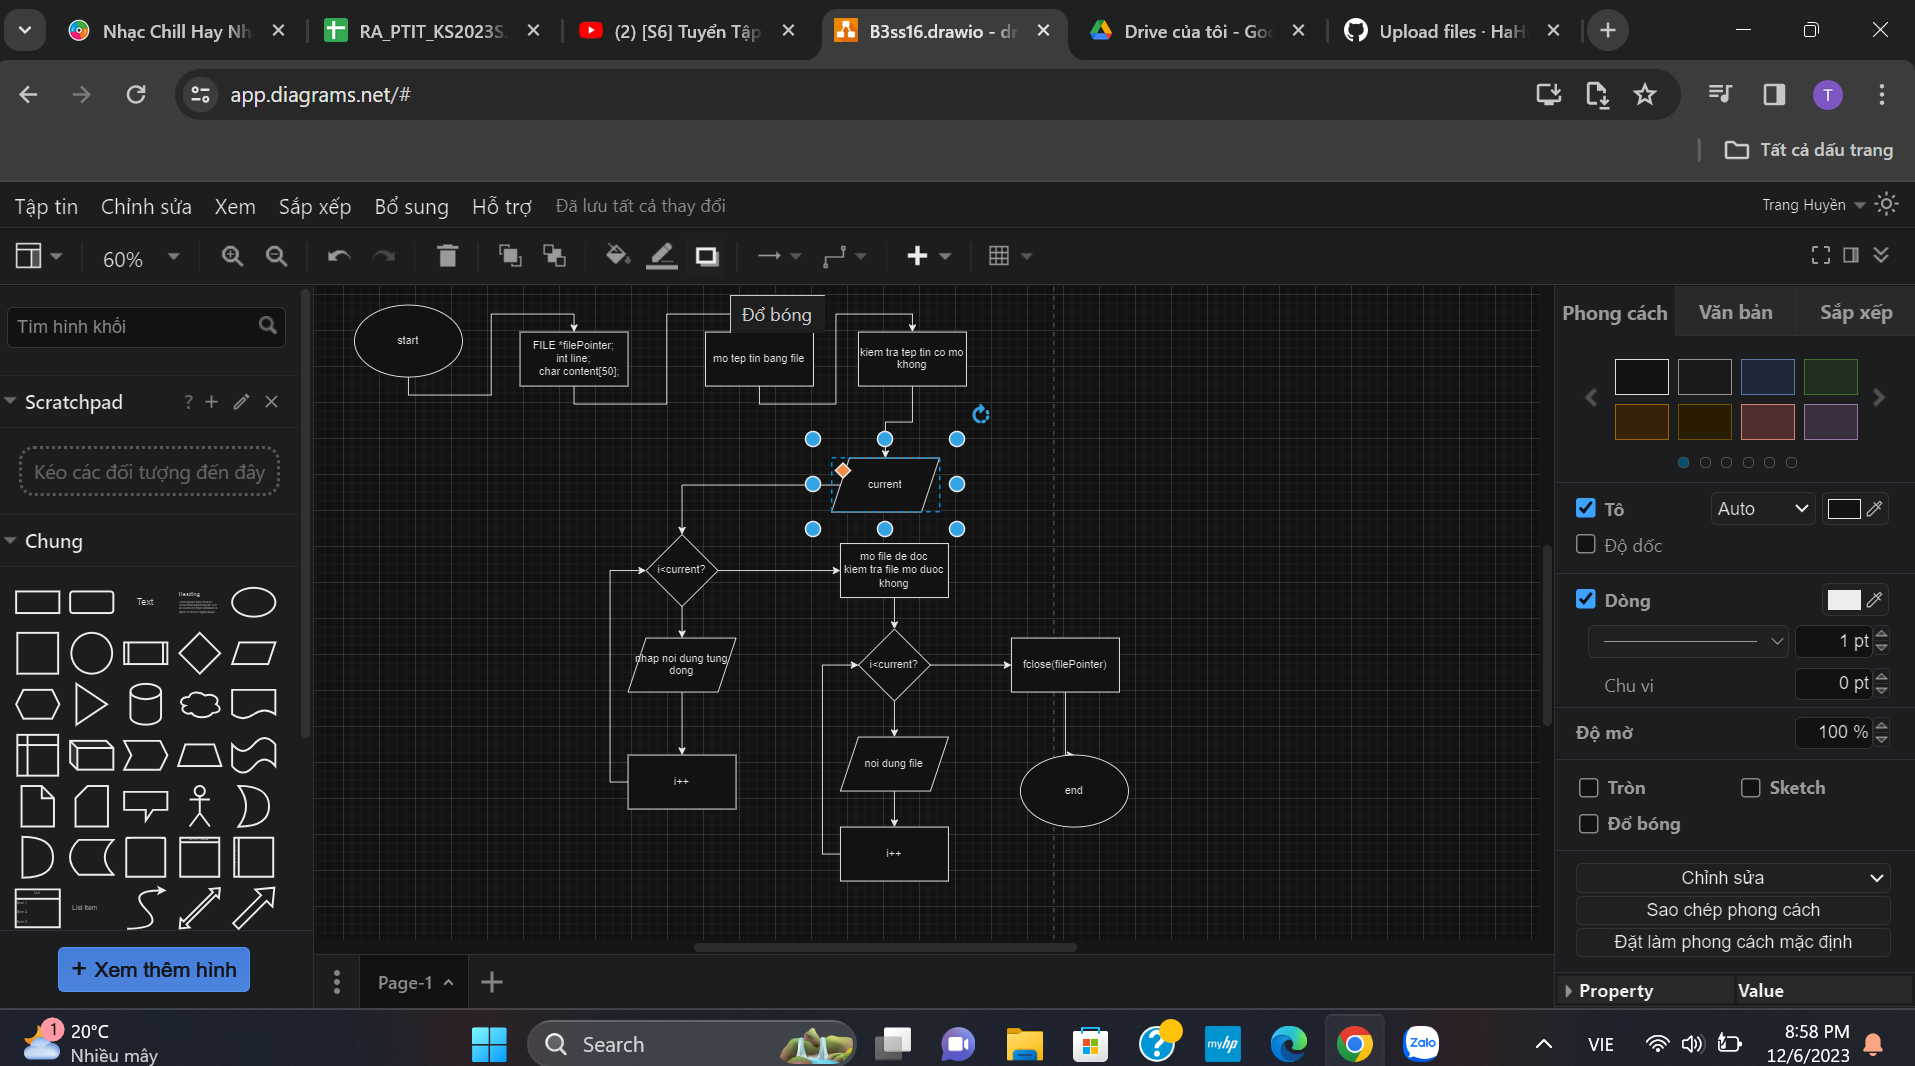 Nhạc Chill Hay Nh
RA_PTIT_KS2023S
(2) [S6] Tuyển Tập
B3ss16.drawio - dr
Drive của tôi - Goo
Upload files · HaH
app.diagrams.net/#
T
Tất cả dấu trang
Tập tin Chỉnh sửa Xem Sắp xếp Bổ sung Hỗ trợ Đã lưu tất cả thay đổi
Trang Huyền
60%
Tìm hình khối
Scratchpad
?
Kéo các đối tượng đến đây
Chung
Text
Heading
List Item
+ Xem thêm hình
Đổ bóng
start
FILE *filePointer;
int line;
char content[50];
mo tep tin bang file
kiem tra tep tin co mo
khong
current
i<current?
mo file de doc
kiem tra file mo duoc
khong
nhap noi dung tung
dong
i<current?
fclose(filePointer)
i++
noi dung file
end
i++
Page-1
Phong cách Văn bản Sắp xếp
Tô Auto
Độ dốc
Dòng
1 pt
Chu vi 0 pt
Độ mờ 100 %
Tròn Sketch
Đổ bóng
Chỉnh sửa
Sao chép phong cách
Đặt làm phong cách mặc định
Property Value
1
20°C
Nhiều mây
Search
?
myhp
Zalo
VIE
8:58 PM
12/6/2023